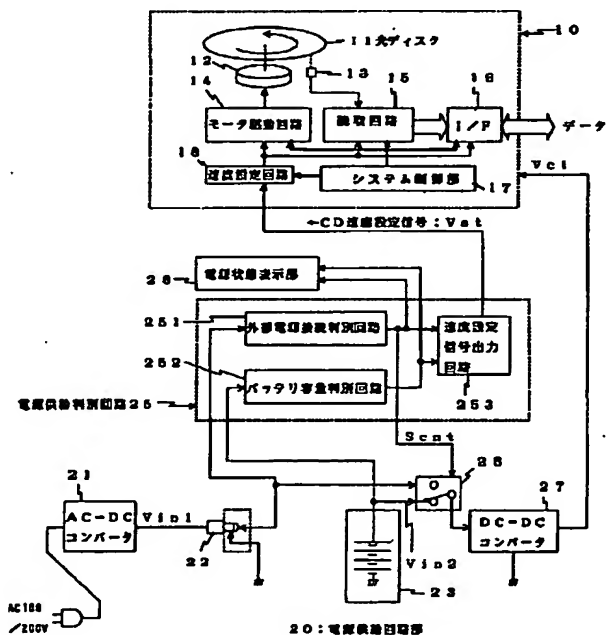 11光ディスク
10
12
13
14
15
16
モータ駆動回路
読取回路
I/F
データ
18
速度設定回路
システム制御部
17
Vc1
←CD速度設定信号:Vst
電源状態表示部
251
外部電源接続判別回路
速度設定
信号出力
回路
252
バッテリ容量判別回路
253
電源供給判別回路25
Scnt
21
26
27
AC-DC
コンバータ
Vin1
22
DC-DC
コンバータ
Vin2
23
AC100
/200V
20:電源供給回路部